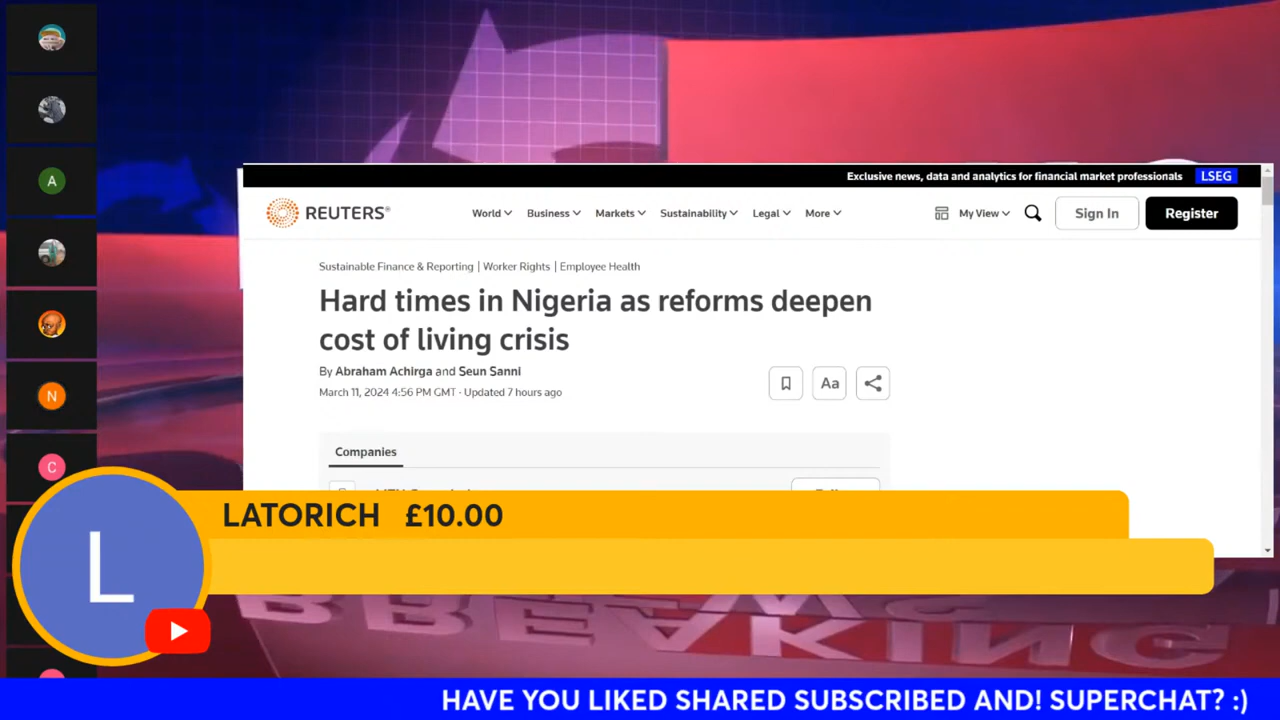 Exclusive news, data and analytics for financial market professionals LSEG
REUTERS®
World Business Markets Sustainability Legal More My View Sign In Register
Sustainable Finance & Reporting | Worker Rights | Employee Health
Hard times in Nigeria as reforms deepen
cost of living crisis
By Abraham Achirga and Seun Sanni
March 11, 2024 4:56 PM GMT · Updated 7 hours ago
Aa
Companies
A
N
C
L
LATORICH £10.00
BREAKING
HAVE YOU LIKED SHARED SUBSCRIBED AND! SUPERCHAT? :)